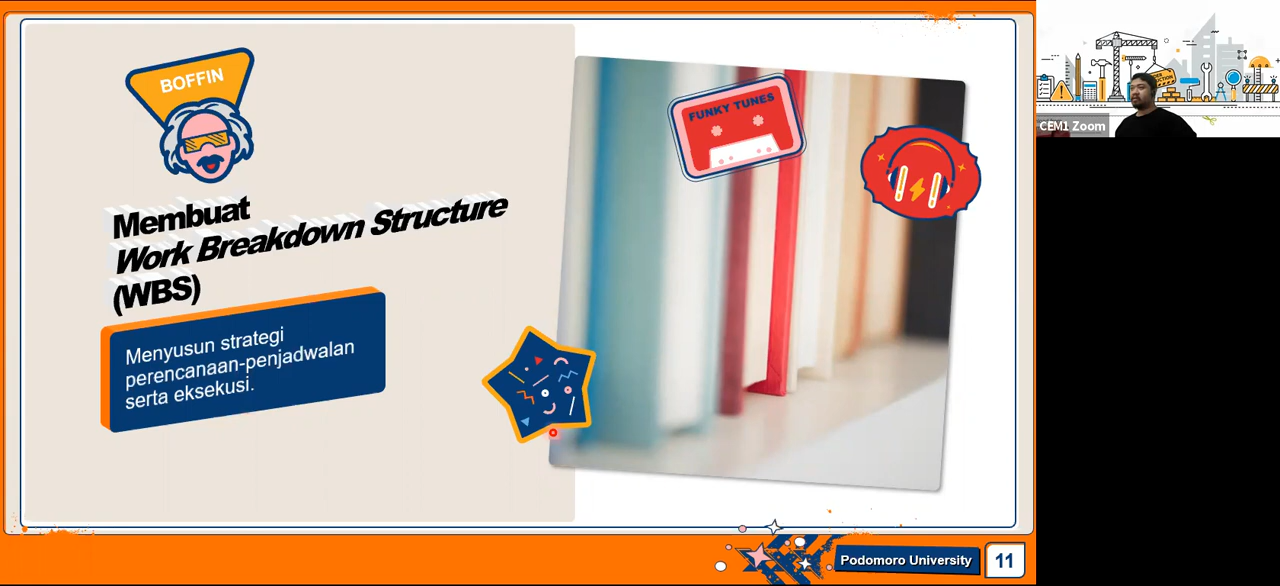 BOFFIN
Membuat
Work Breakdown Structure
(WBS)
Menyusun strategi
perencanaan-penjadwalan
serta eksekusi.
FUNKY TUNES
Podomoro University
11
CEM1 Zoom